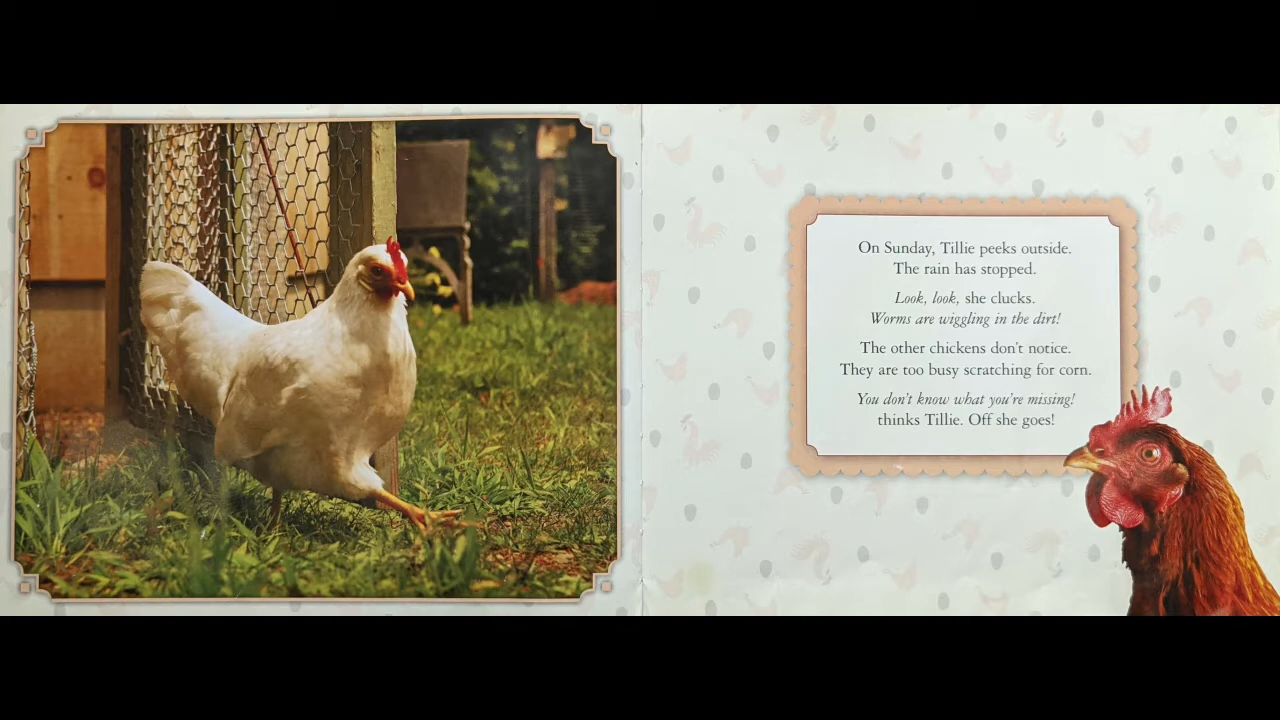 On Sunday, Tillie peeks outside.
The rain has stopped.
Look, look, she clucks.
Worms are wiggling in the dirt!
The other chickens don't notice.
They are too busy scratching for corn.
You don't know what you're missing!
thinks Tillie. Off she goes!